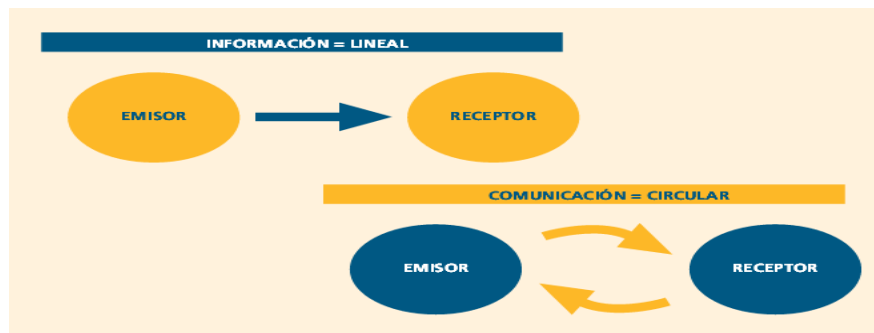 INFORMACIÓN = LINEAL
EMISOR
RECEPTOR
COMUNICACIÓN = CIRCULAR
EMISOR
RECEPTOR